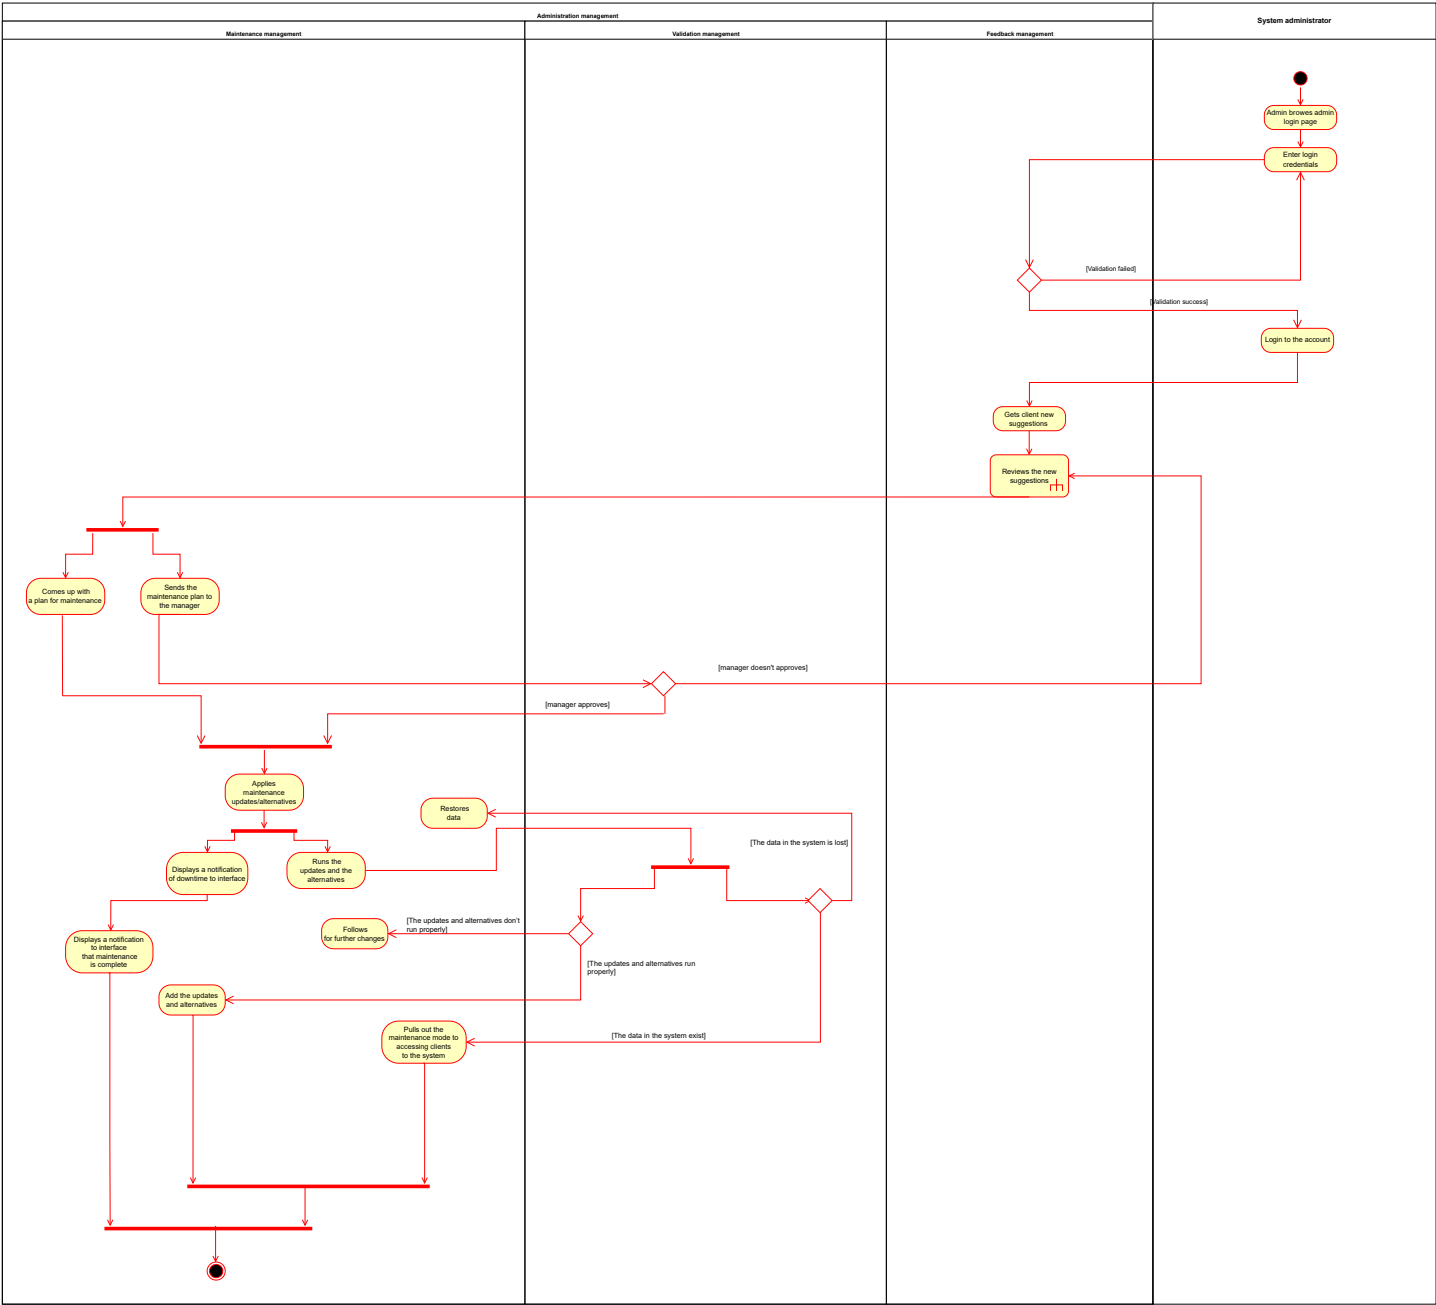 Administration management
System administrator
Maintenance management
Validation management
Feedback management
Admin browes admin
login page
Enter login
credentials
[Validation failed]
[Validation success]
Login to the account
Gets client new
suggestions
Reviews the new
suggestions
Comes up with
a plan for maintenance
Sends the
maintenance plan to
the manager
[manager doesn't approves]
[manager approves]
Applies
maintenance
updates/alternatives
Restores
data
[The data in the system is lost]
Displays a notification
of downtime to interface
Runs the
updates and the
alternatives
[The updates and alternatives don't
run properly]
Follows
for further changes
Displays a notification
to interface
that maintenance
is complete
[The updates and alternatives run
properly]
Add the updates
and alternatives
Pulls out the
maintenance mode to
accessing clients
to the system
[The data in the system exist]